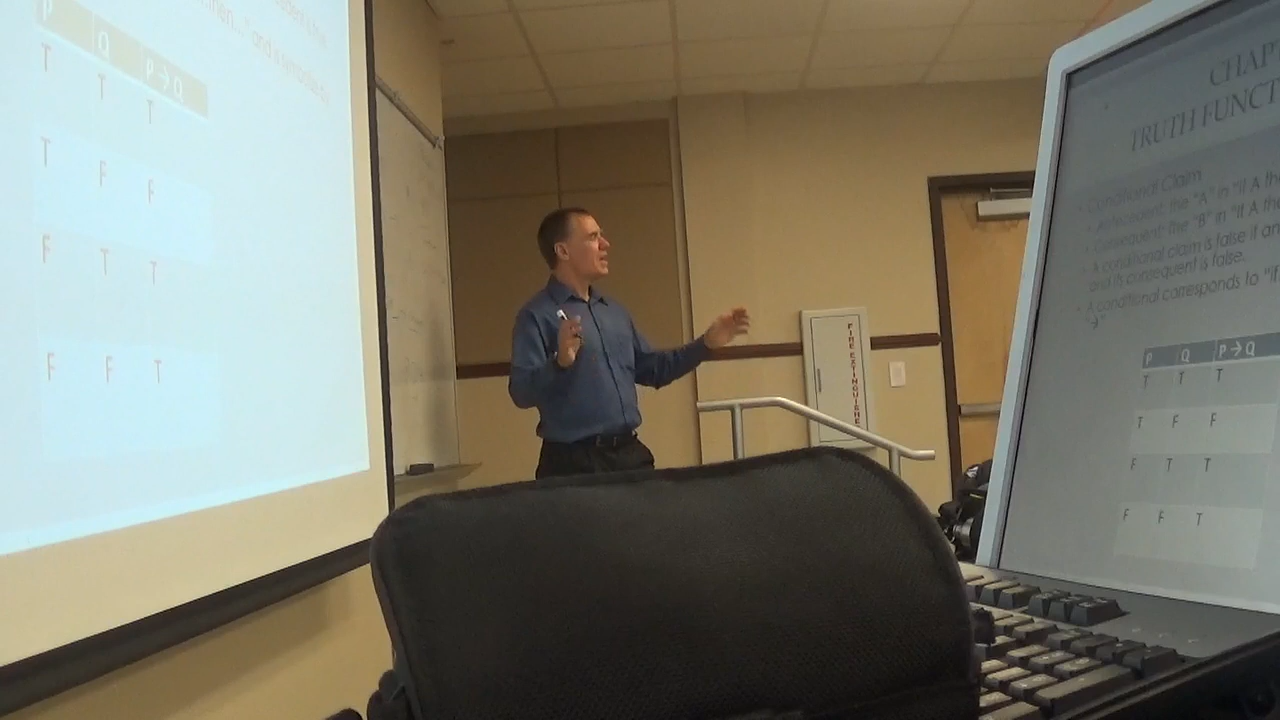 P Q P→Q
T T T
T F F
F T T
F F T
FIRE EXTINGUISHE
CHAP
TRUTH FUNCT
Conditional Claim
Antecedent: the "A" in "If A the
Consequent: the "B" in "If A the
A conditional claim is false if an
and its consequent is false.
A conditional corresponds to "if
→"
P Q P→Q
T T T
T F F
F T T
F F T